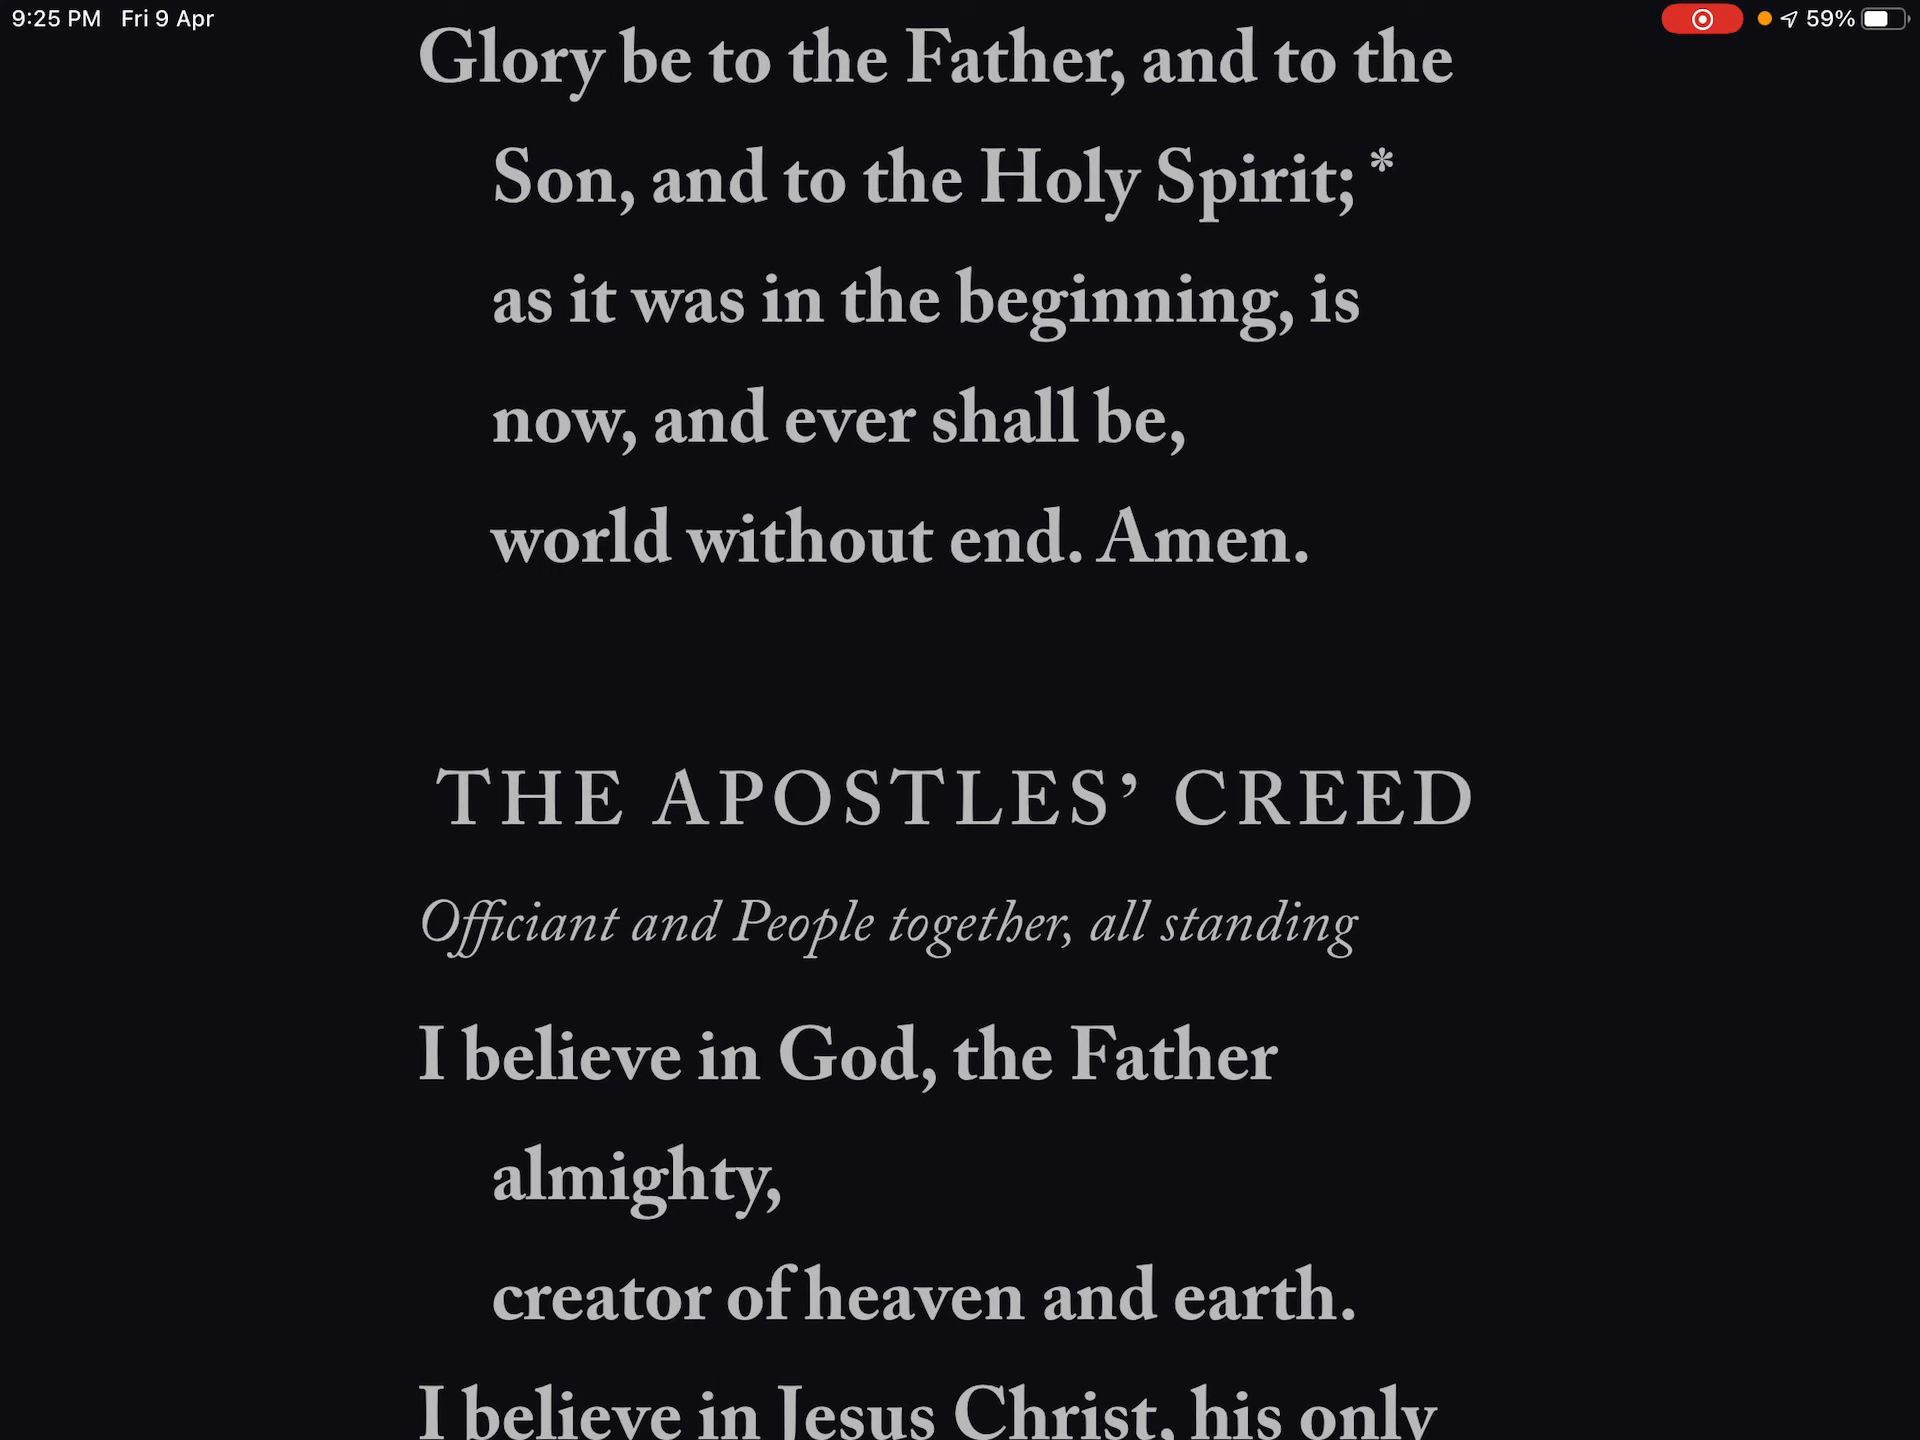 9:25 PM Fri 9 Apr 59%
Glory be to the Father, and to the
Son, and to the Holy Spirit; *
as it was in the beginning, is
now, and ever shall be,
world without end. Amen.
THE APOSTLES’ CREED
Officiant and People together, all standing
I believe in God, the Father
almighty,
creator of heaven and earth.
I believe in Jesus Christ, his only